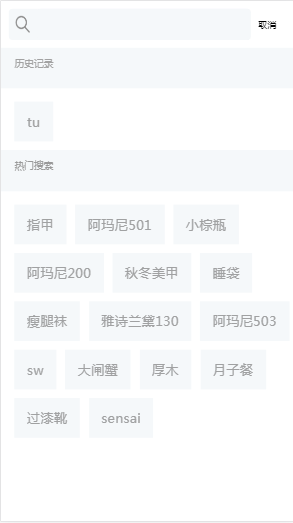 取消
历史记录
tu
热门搜索
指甲 阿玛尼501 小棕瓶
阿玛尼200 秋冬美甲 睡袋
瘦腿袜 雅诗兰黛130 阿玛尼503
sw 大闸蟹 厚木 月子餐
过漆靴 sensai